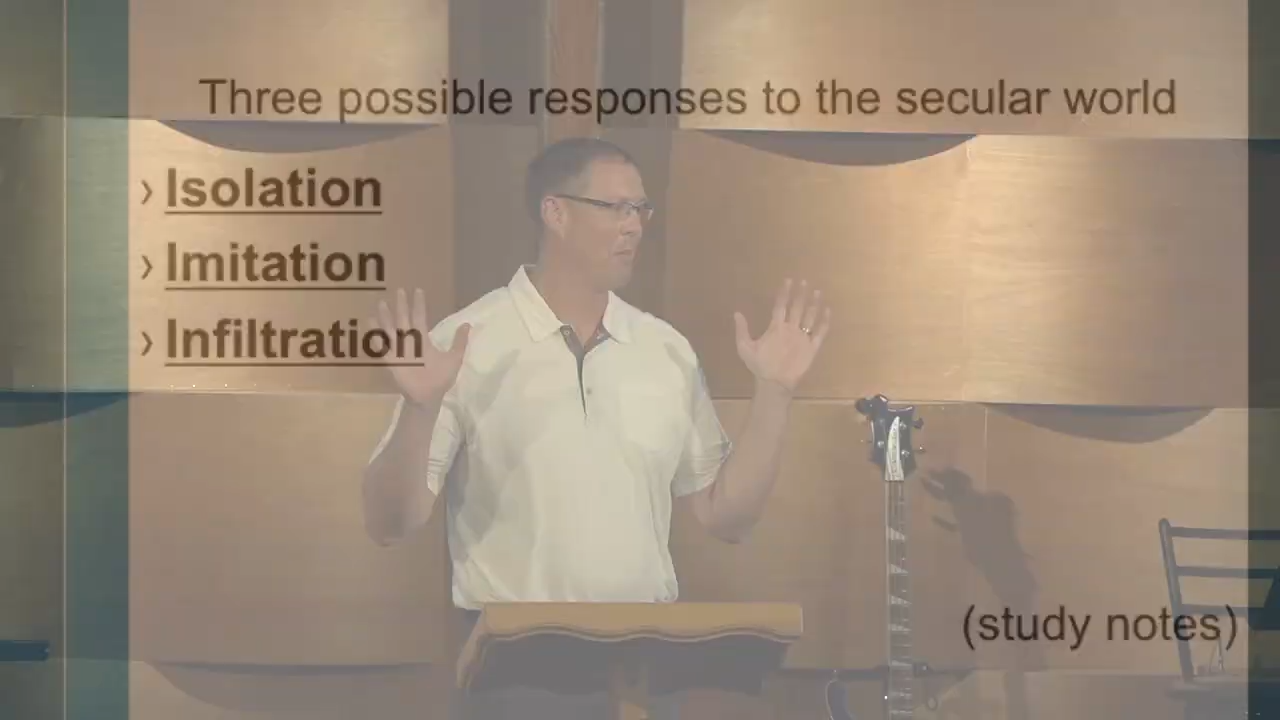 Three possible responses to the secular world
› Isolation
› Imitation
› Infiltration
(study notes)